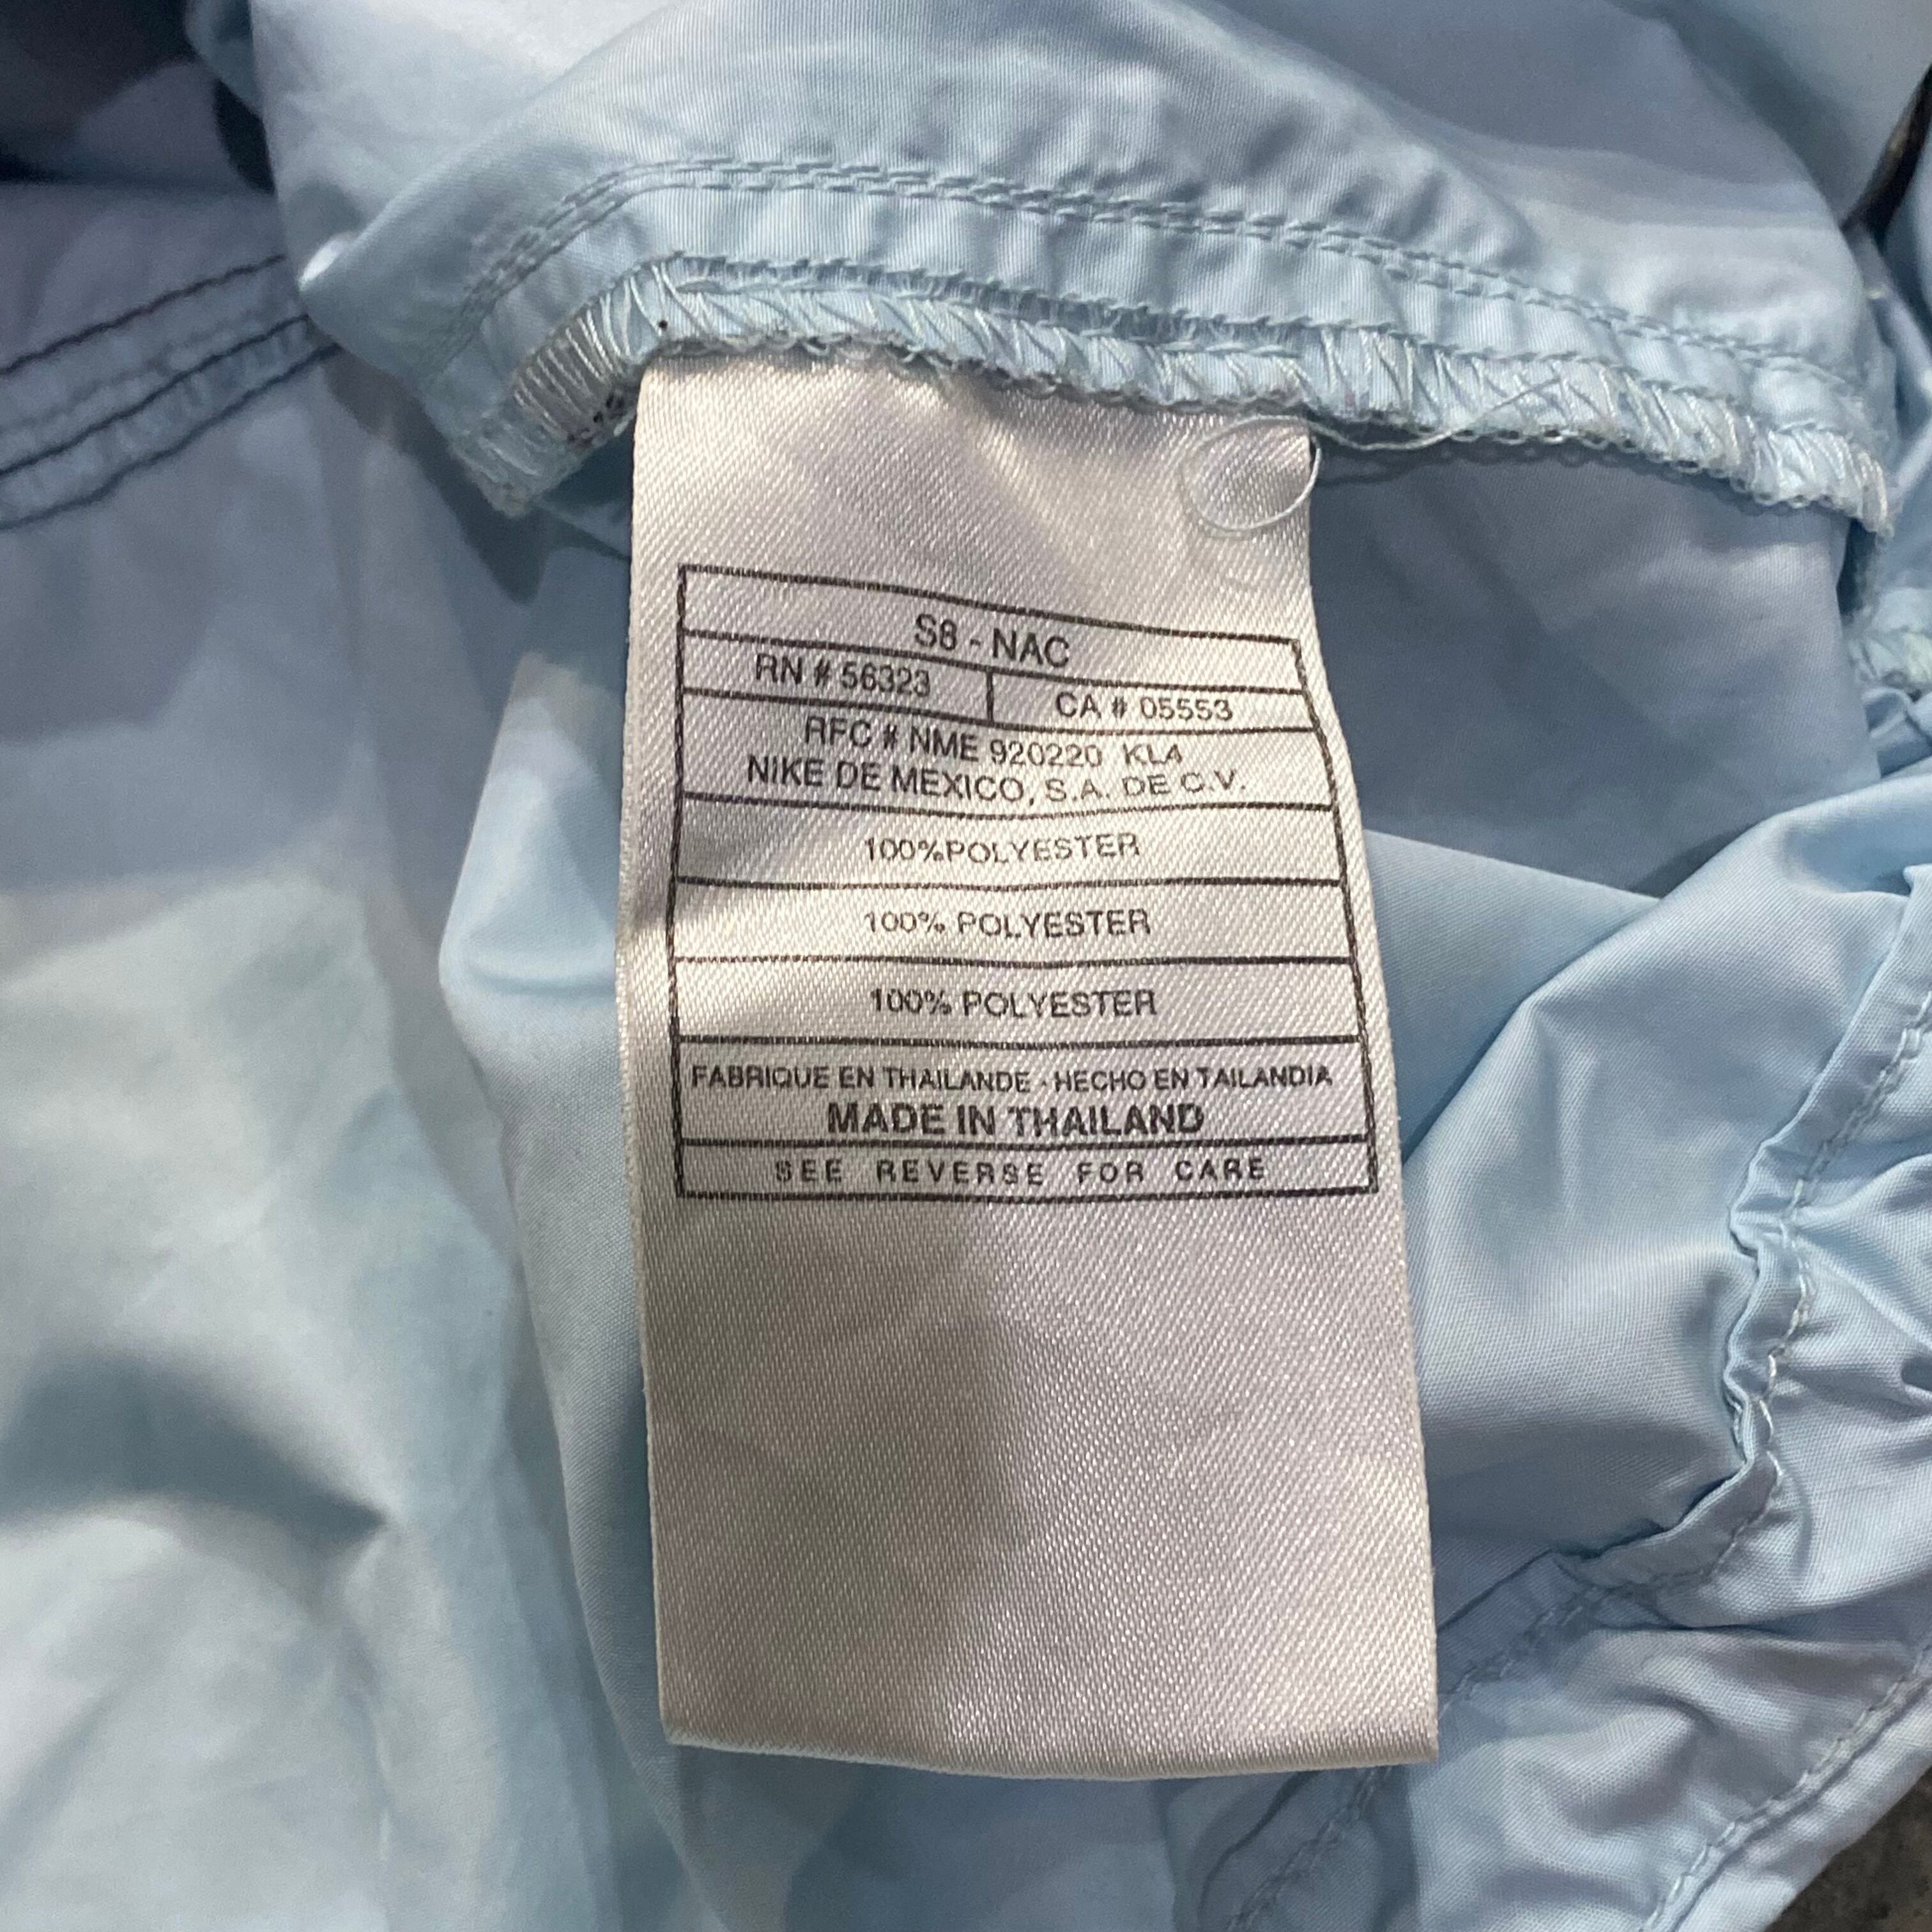 S8 - NAC
RN # 56323
CA # 05553
RFC # NME 920220 KL4
NIKE DE MEXICO, S.A. DE C.V.
100%POLYESTER
100% POLYESTER
100% POLYESTER
FABRIQUE EN THAILANDE - HECHO EN TAILANDIA
MADE IN THAILAND
SEE REVERSE FOR CARE